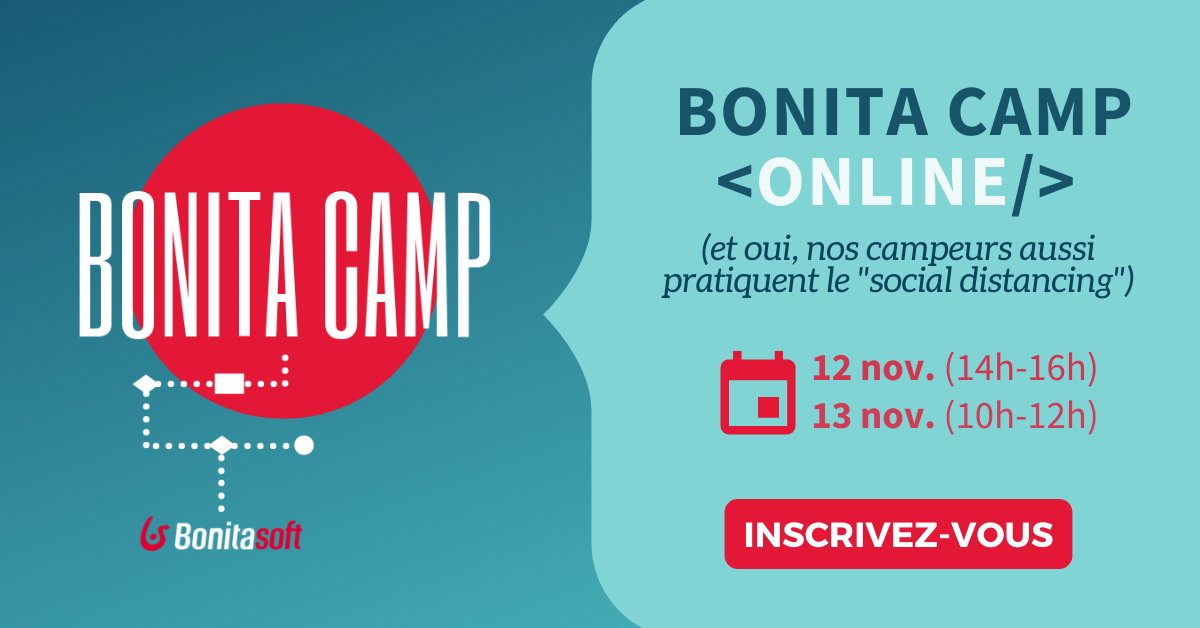 BONITA CAMP
Bonitasoft
BONITA CAMP
<ONLINE/>
(et oui, nos campeurs aussi
pratiquent le "social distancing")
12 nov. (14h-16h)
13 nov. (10h-12h)
INSCRIVEZ-VOUS